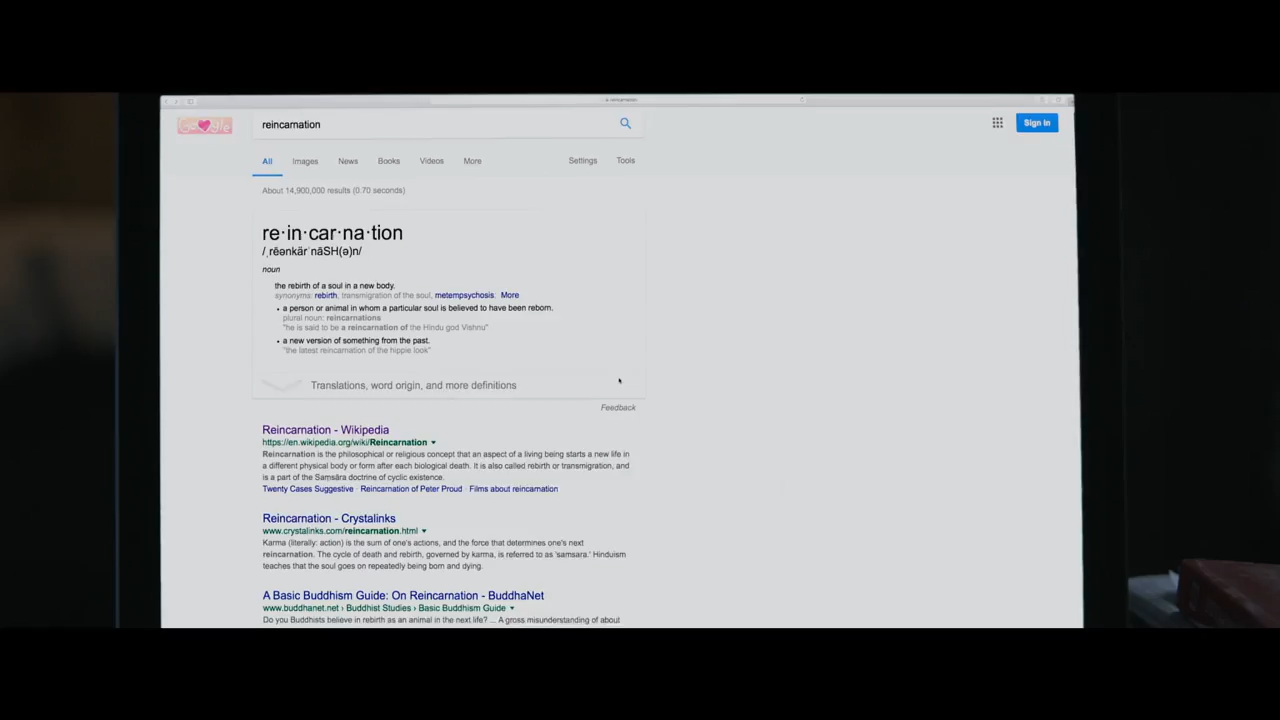 Google
reincarnation
Sign in
All Images News Books Videos More Settings Tools
About 14,900,000 results (0.70 seconds)
re·in·car·na·tion
/ˌrēənkärˈnāSH(ə)n/
noun
the rebirth of a soul in a new body.
synonyms: rebirth, transmigration of the soul, metempsychosis. More
• a person or animal in whom a particular soul is believed to have been reborn.
plural noun: reincarnations
"he is said to be a reincarnation of the Hindu god Vishnu"
• a new version of something from the past.
"the latest reincarnation of the hippie look"
Translations, word origin, and more definitions
Feedback
Reincarnation - Wikipedia
https://en.wikipedia.org/wiki/Reincarnation
Reincarnation is the philosophical or religious concept that an aspect of a living being starts a new life in
a different physical body or form after each biological death. It is also called rebirth or transmigration, and
is a part of the Saṃsāra doctrine of cyclic existence.
Twenty Cases Suggestive · Reincarnation of Peter Proud · Films about reincarnation
Reincarnation - Crystalinks
www.crystalinks.com/reincarnation.html
Karma (literally: action) is the sum of one's actions, and the force that determines one's next
reincarnation. The cycle of death and rebirth, governed by karma, is referred to as 'samsara.' Hinduism
teaches that the soul goes on repeatedly being born and dying.
A Basic Buddhism Guide: On Reincarnation - BuddhaNet
www.buddhanet.net › Buddhist Studies › Basic Buddhism Guide
Do you Buddhists believe in rebirth as an animal in the next life? ... A gross misunderstanding of about